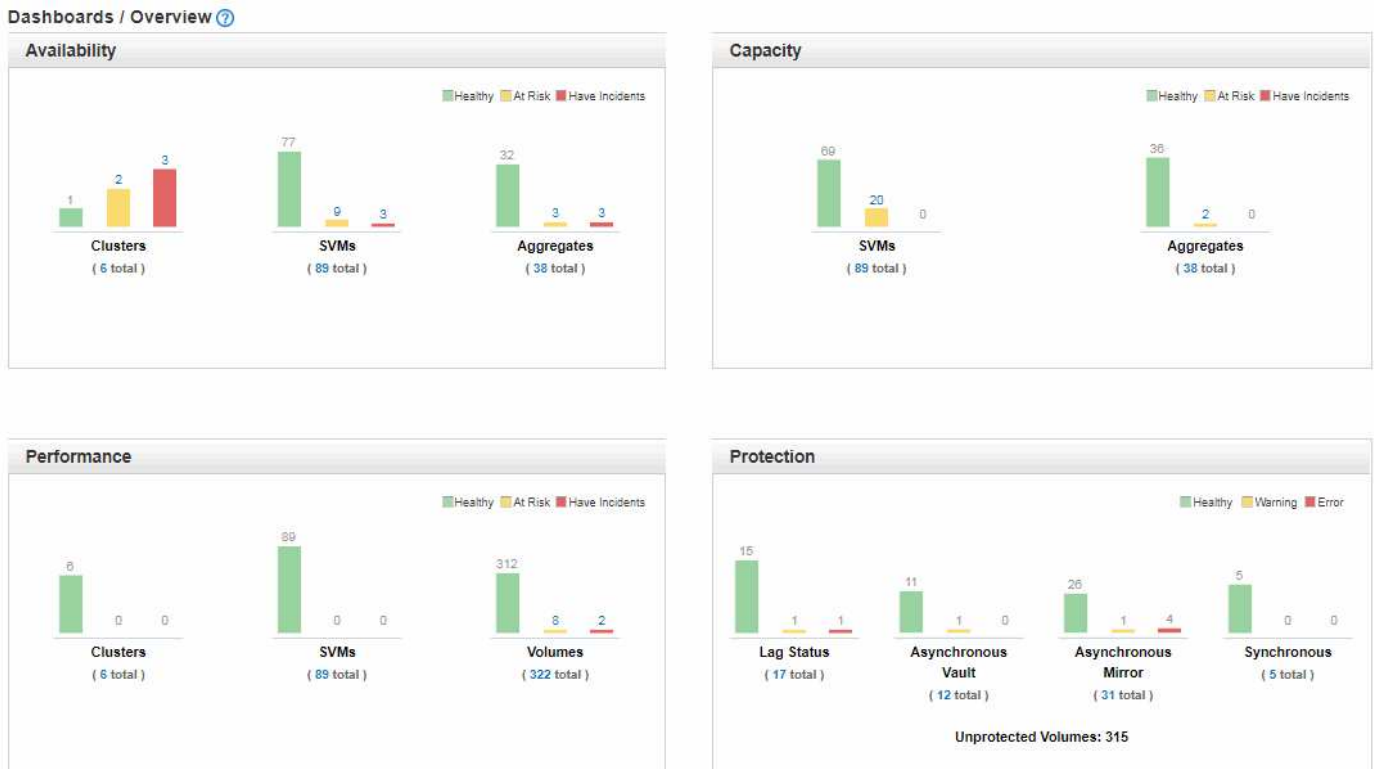 Dashboards / Overview ?
Availability
Healthy At Risk Have Incidents
1 2 3
Clusters
( 6 total )
77 9 3
SVMs
( 89 total )
32 3 3
Aggregates
( 38 total )
Capacity
Healthy At Risk Have Incidents
69 20 0
SVMs
( 89 total )
36 2 0
Aggregates
( 38 total )
Performance
Healthy At Risk Have Incidents
6 0 0
Clusters
( 6 total )
89 0 0
SVMs
( 89 total )
312 8 2
Volumes
( 322 total )
Protection
Healthy Warning Error
15 1 1
Lag Status
( 17 total )
11 1 0
Asynchronous
Vault
( 12 total )
26 1 4
Asynchronous
Mirror
( 31 total )
5 0 0
Synchronous
( 5 total )
Unprotected Volumes: 315